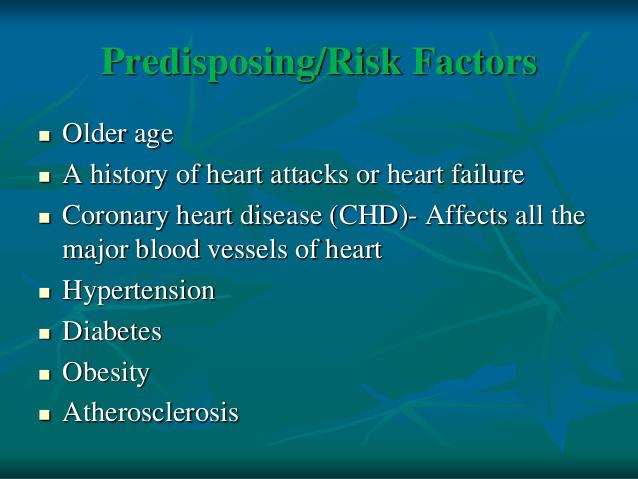 Predisposing/Risk Factors
Older age
A history of heart attacks or heart failure
Coronary heart disease (CHD)- Affects all the
major blood vessels of heart
Hypertension
Diabetes
Obesity
Atherosclerosis